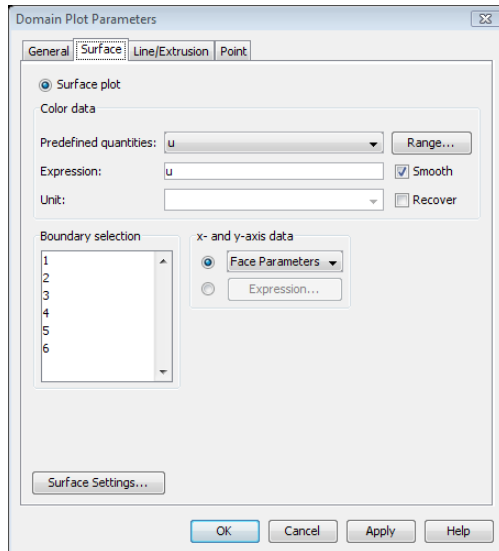 Domain Plot Parameters
General Surface Line/Extrusion Point
Surface plot
Color data
Predefined quantities: u Range...
Expression: u Smooth
Unit: Recover
Boundary selection x- and y-axis data
1
2
3
4
5
6
Face Parameters
Expression...
Surface Settings...
OK Cancel Apply Help